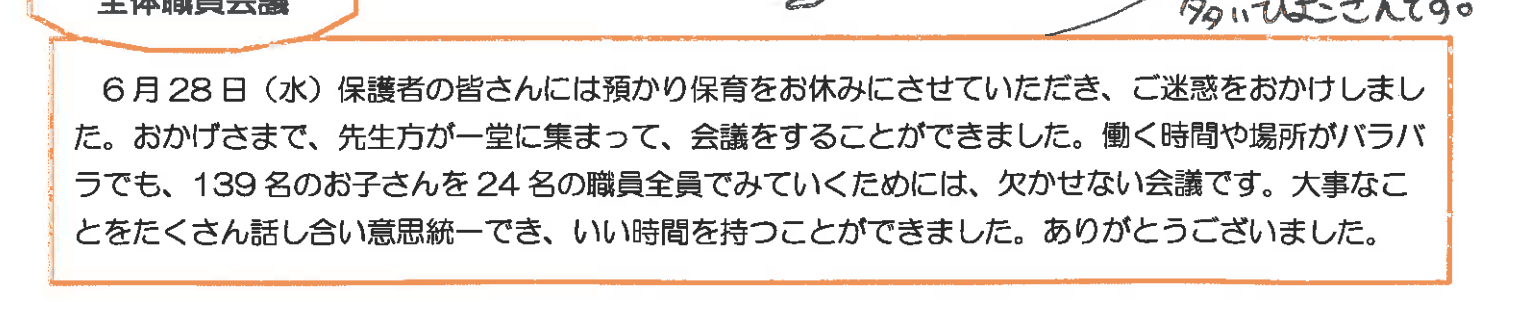 全体職員会議
多いひよこさんです。
6月28日（水）保護者の皆さんには預かり保育をお休みにさせていただき、ご迷惑をおかけしまし
た。おかげさまで、先生方が一堂に集まって、会議をすることができました。働く時間や場所がバラバ
ラでも、139名のお子さんを24名の職員全員でみていくためには、欠かせない会議です。大事なこ
とをたくさん話し合い意思統一でき、いい時間を持つことができました。ありがとうございました。